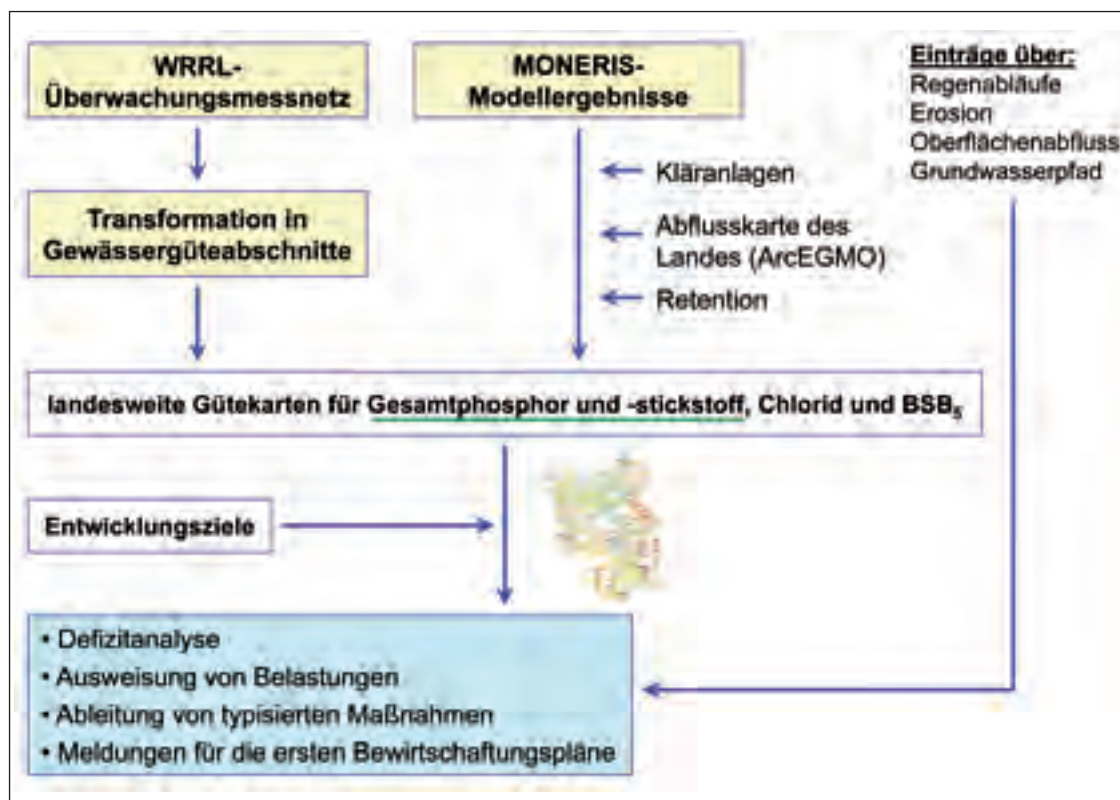 WRRL-
Überwachungsmessnetz
Transformation in
Gewässergüteabschnitte
MONERIS-
Modellergebnisse
Kläranlagen
Abflusskarte des
Landes (ArcEGMO)
Retention
Einträge über:
Regenabläufe
Erosion
Oberflächenabfluss
Grundwasserpfad
landesweite Gütekarten für Gesamtphosphor und -stickstoff, Chlorid und BSB₅
Entwicklungsziele
• Defizitanalyse
• Ausweisung von Belastungen
• Ableitung von typisierten Maßnahmen
• Meldungen für die ersten Bewirtschaftungspläne